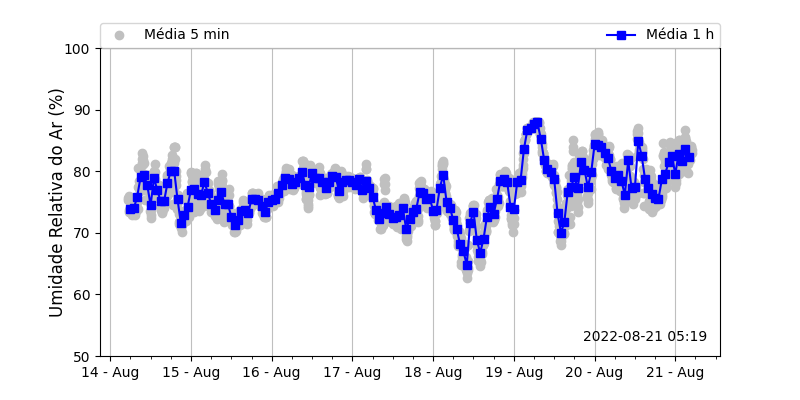 Média 5 min
Média 1 h
Umidade Relativa do Ar (%)
100
90
80
70
60
50
2022-08-21 05:19
14 - Aug
15 - Aug
16 - Aug
17 - Aug
18 - Aug
19 - Aug
20 - Aug
21 - Aug